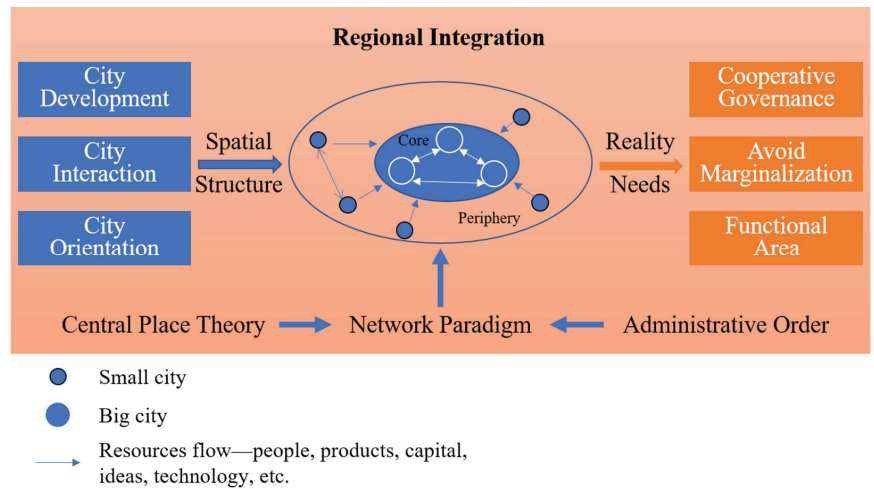 Regional Integration
City
Development
City
Interaction
City
Orientation
Spatial
Structure
Core
Periphery
Reality
Needs
Cooperative
Governance
Avoid
Marginalization
Functional
Area
Central Place Theory
Network Paradigm
Administrative Order
Small city
Big city
Resources flow—people, products, capital,
ideas, technology, etc.